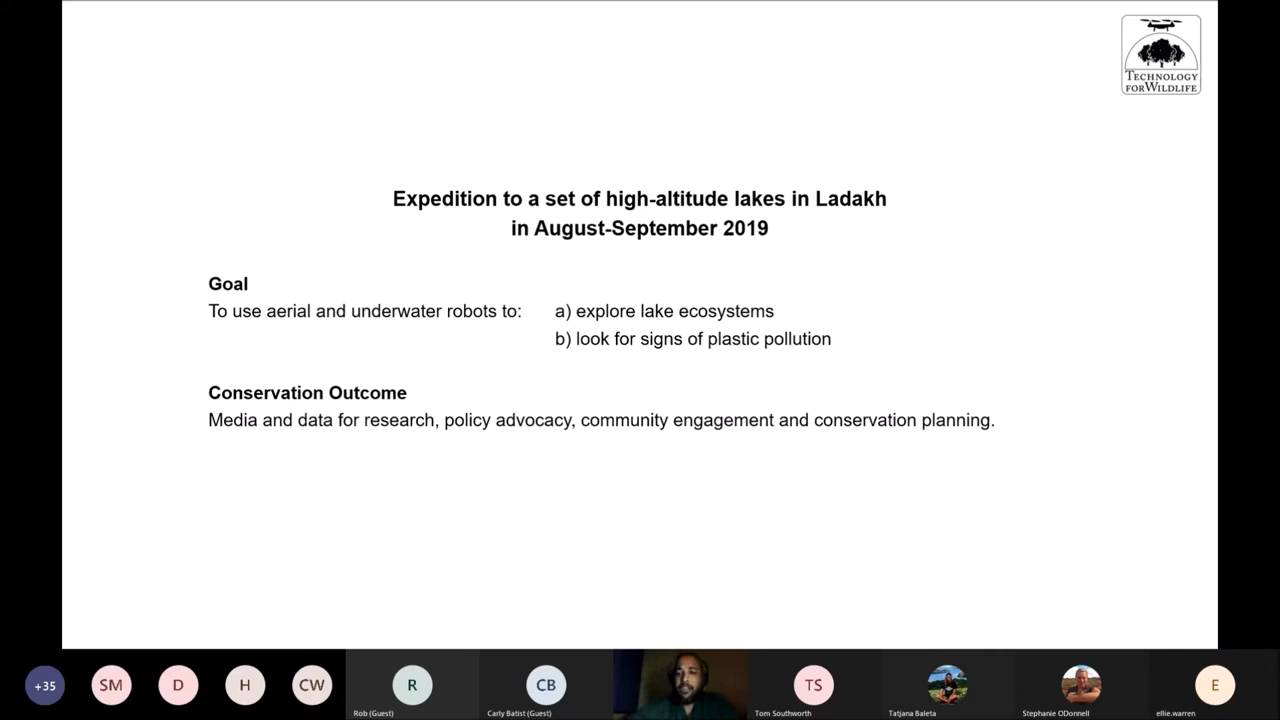 TECHNOLOGY
FORWILDLIFE
Expedition to a set of high-altitude lakes in Ladakh
in August-September 2019
Goal
To use aerial and underwater robots to: a) explore lake ecosystems
b) look for signs of plastic pollution
Conservation Outcome
Media and data for research, policy advocacy, community engagement and conservation planning.
+35 SM D H CW R CB TS E
Rob (Guest) Carly Batist (Guest) Tom Southworth Tatjana Baleta Stephanie ODonnell ellie.warren